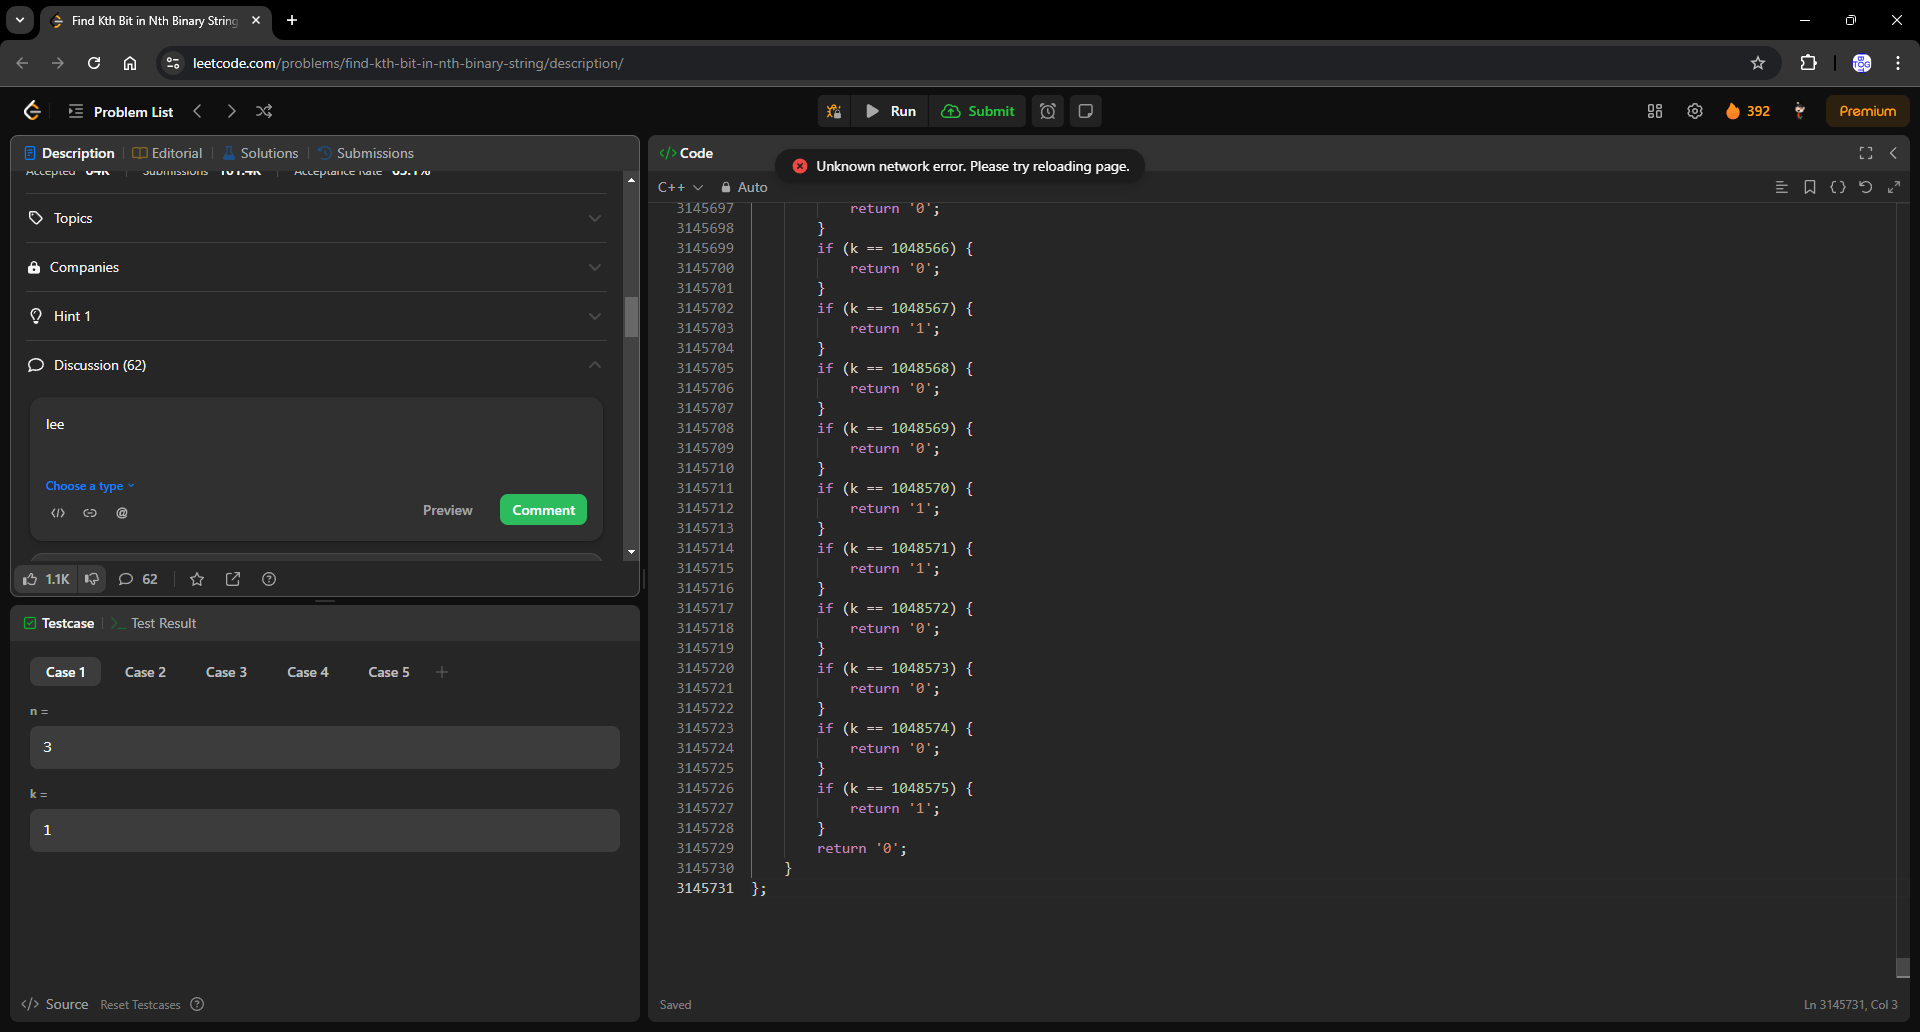 Find Kth Bit in Nth Binary String
leetcode.com/problems/find-kth-bit-in-nth-binary-string/description/
TOG
Problem List
Run
Submit
392
Premium
Description
Editorial
Solutions
Submissions
Accepted 64K Submissions 101.4K Acceptance Rate
Topics
Companies
Hint 1
Discussion (62)
lee
Choose a type
Preview
Comment
1.1K
62
Testcase
Test Result
Case 1
Case 2
Case 3
Case 4
Case 5
n =
3
k =
1
Source
Reset Testcases
Code
Unknown network error. Please try reloading page.
C++
Auto
3145697 return '0';
3145698 }
3145699 if (k == 1048566) {
3145700 return '0';
3145701 }
3145702 if (k == 1048567) {
3145703 return '1';
3145704 }
3145705 if (k == 1048568) {
3145706 return '0';
3145707 }
3145708 if (k == 1048569) {
3145709 return '0';
3145710 }
3145711 if (k == 1048570) {
3145712 return '1';
3145713 }
3145714 if (k == 1048571) {
3145715 return '1';
3145716 }
3145717 if (k == 1048572) {
3145718 return '0';
3145719 }
3145720 if (k == 1048573) {
3145721 return '0';
3145722 }
3145723 if (k == 1048574) {
3145724 return '0';
3145725 }
3145726 if (k == 1048575) {
3145727 return '1';
3145728 }
3145729 return '0';
3145730 }
3145731 };
Saved
Ln 3145731, Col 3